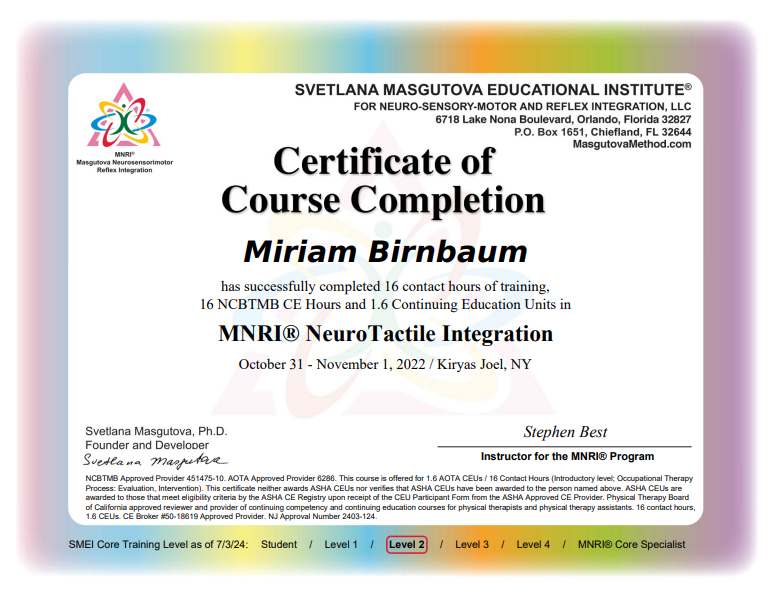 SVETLANA MASGUTOVA EDUCATIONAL INSTITUTE®
FOR NEURO-SENSORY-MOTOR AND REFLEX INTEGRATION, LLC
6718 Lake Nona Boulevard, Orlando, Florida 32827
P.O. Box 1651, Chiefland, FL 32644
MasgutovaMethod.com
MNRI®
Masgutova Neurosensorimotor
Reflex Integration
Certificate of
Course Completion
Miriam Birnbaum
has successfully completed 16 contact hours of training,
16 NCBTMB CE Hours and 1.6 Continuing Education Units in
MNRI® NeuroTactile Integration
October 31 - November 1, 2022 / Kiryas Joel, NY
Svetlana Masgutova, Ph.D.
Founder and Developer
Svetlana Masgutova
Stephen Best
Instructor for the MNRI® Program
NCBTMB Approved Provider 451475-10. AOTA Approved Provider 6286. This course is offered for 1.6 AOTA CEUs / 16 Contact Hours (Introductory level; Occupational Therapy
Process: Evaluation, Intervention). This certificate neither awards ASHA CEUs nor verifies that ASHA CEUs have been awarded to the person named above. ASHA CEUs are
awarded to those that meet eligibility criteria by the ASHA CE Registry upon receipt of the CEU Participant Form from the ASHA Approved CE Provider. Physical Therapy Board
of California approved reviewer and provider of continuing competency and continuing education courses for physical therapists and physical therapy assistants. 16 contact hours,
1.6 CEUs. CE Broker #50-18619 Approved Provider. NJ Approval Number 2403-124.
SMEI Core Training Level as of 7/3/24: Student / Level 1 / Level 2 / Level 3 / Level 4 / MNRI® Core Specialist